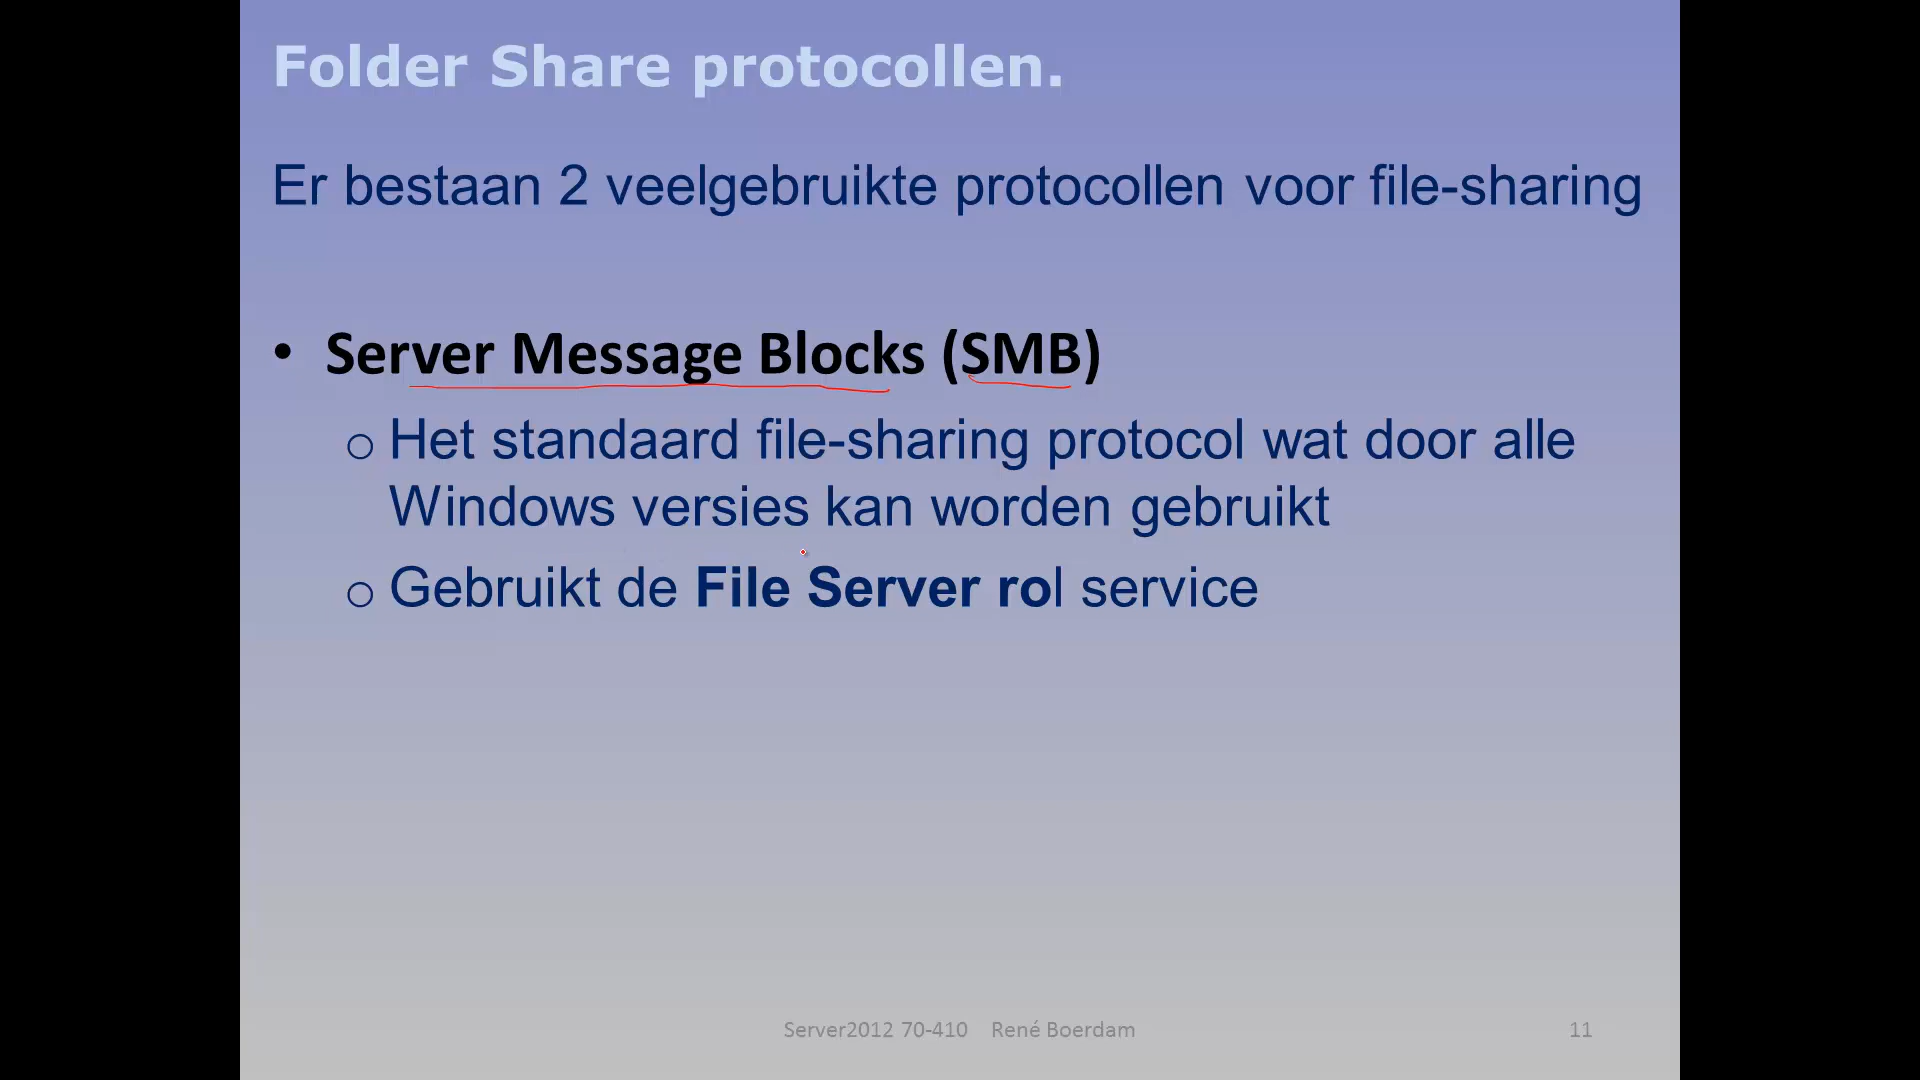 Folder Share protocollen.
Er bestaan 2 veelgebruikte protocollen voor file-sharing
• Server Message Blocks (SMB)
o Het standaard file-sharing protocol wat door alle
Windows versies kan worden gebruikt
o Gebruikt de File Server rol service
Server2012 70-410 René Boerdam 11